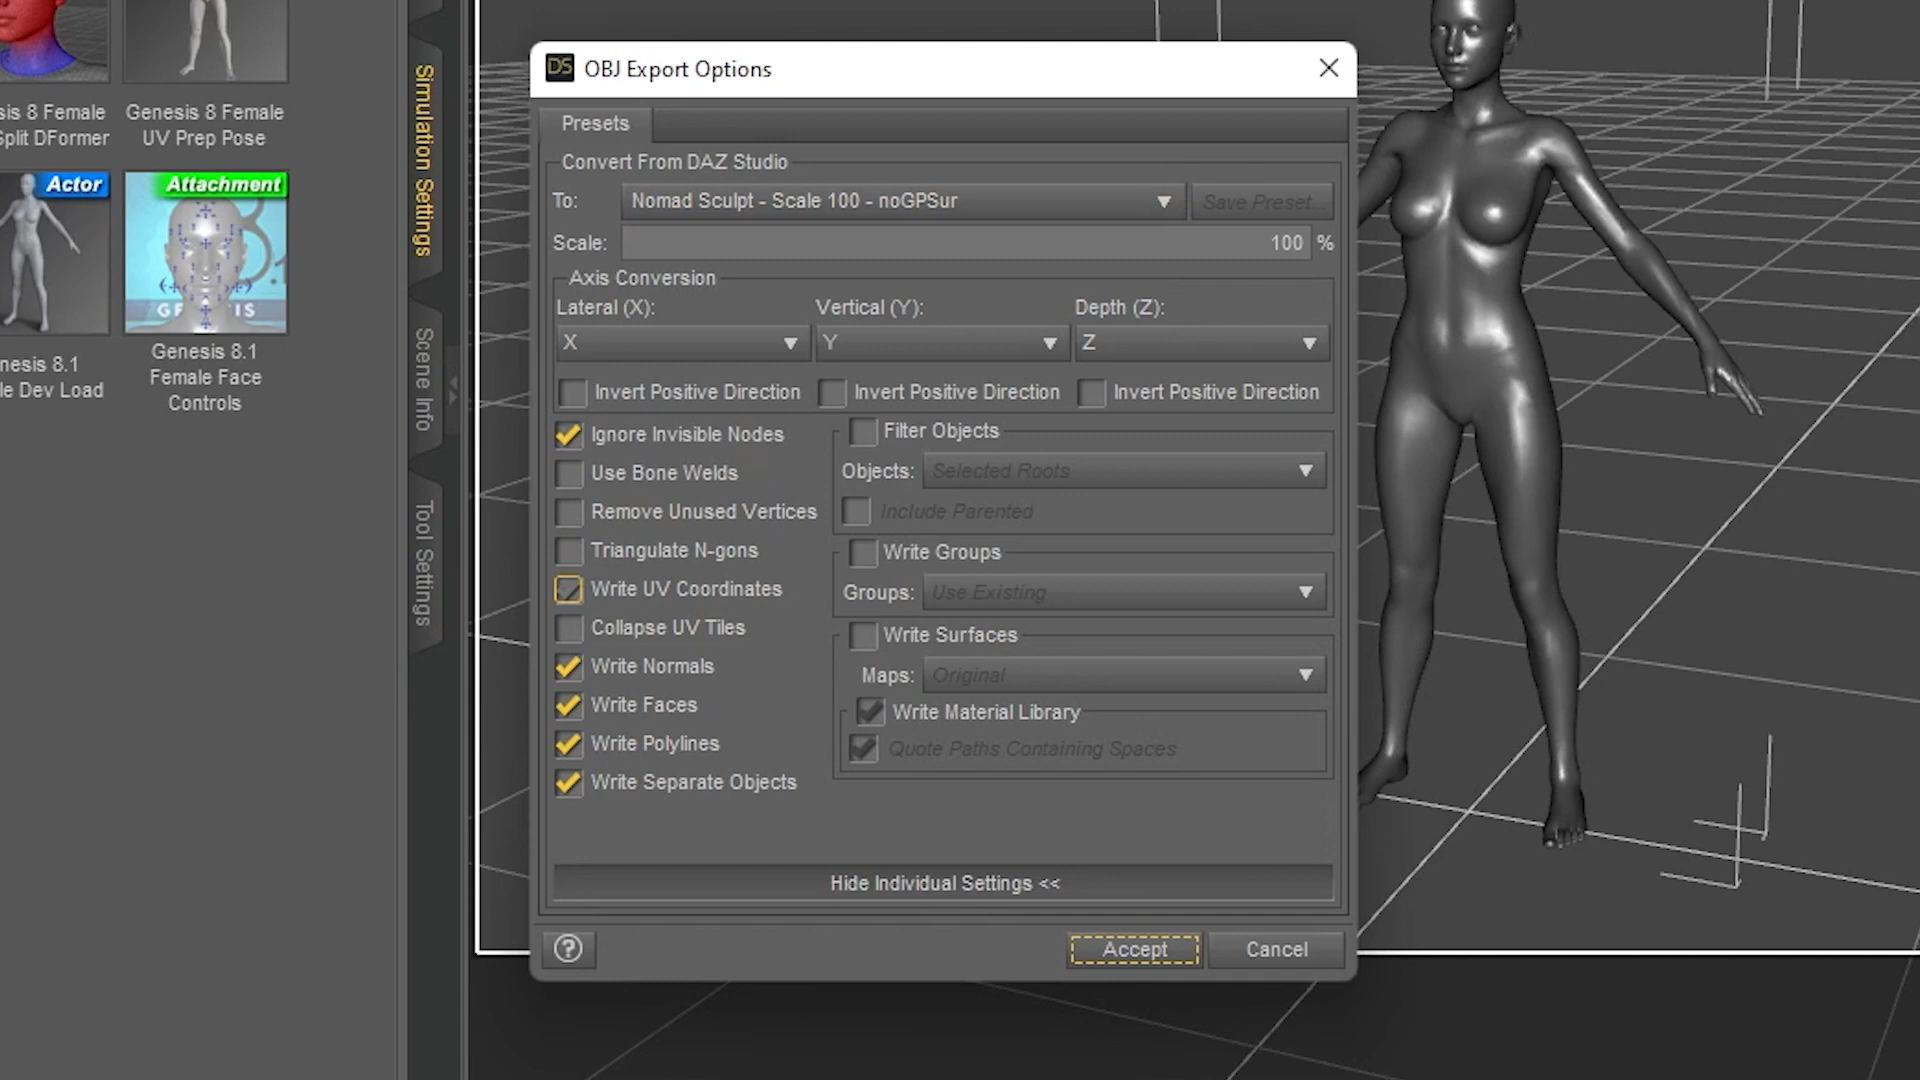 sis 8 Female
Split DFormer
Genesis 8 Female
UV Prep Pose
Actor
Attachment
nesis 8.1
le Dev Load
Genesis 8.1
Female Face
Controls
Simulation Settings
Scene Info
Tool Settings
DS OBJ Export Options
Presets
Convert From DAZ Studio
To: Nomad Sculpt - Scale 100 - noGPSur Save Preset...
Scale: 100 %
Axis Conversion
Lateral (X): Vertical (Y): Depth (Z):
X Y Z
Invert Positive Direction Invert Positive Direction Invert Positive Direction
Ignore Invisible Nodes
Use Bone Welds
Remove Unused Vertices
Triangulate N-gons
Write UV Coordinates
Collapse UV Tiles
Write Normals
Write Faces
Write Polylines
Write Separate Objects
Filter Objects
Objects: Selected Roots
Include Parented
Write Groups
Groups: Use Existing
Write Surfaces
Maps: Original
Write Material Library
Quote Paths Containing Spaces
Hide Individual Settings <<
? Accept Cancel